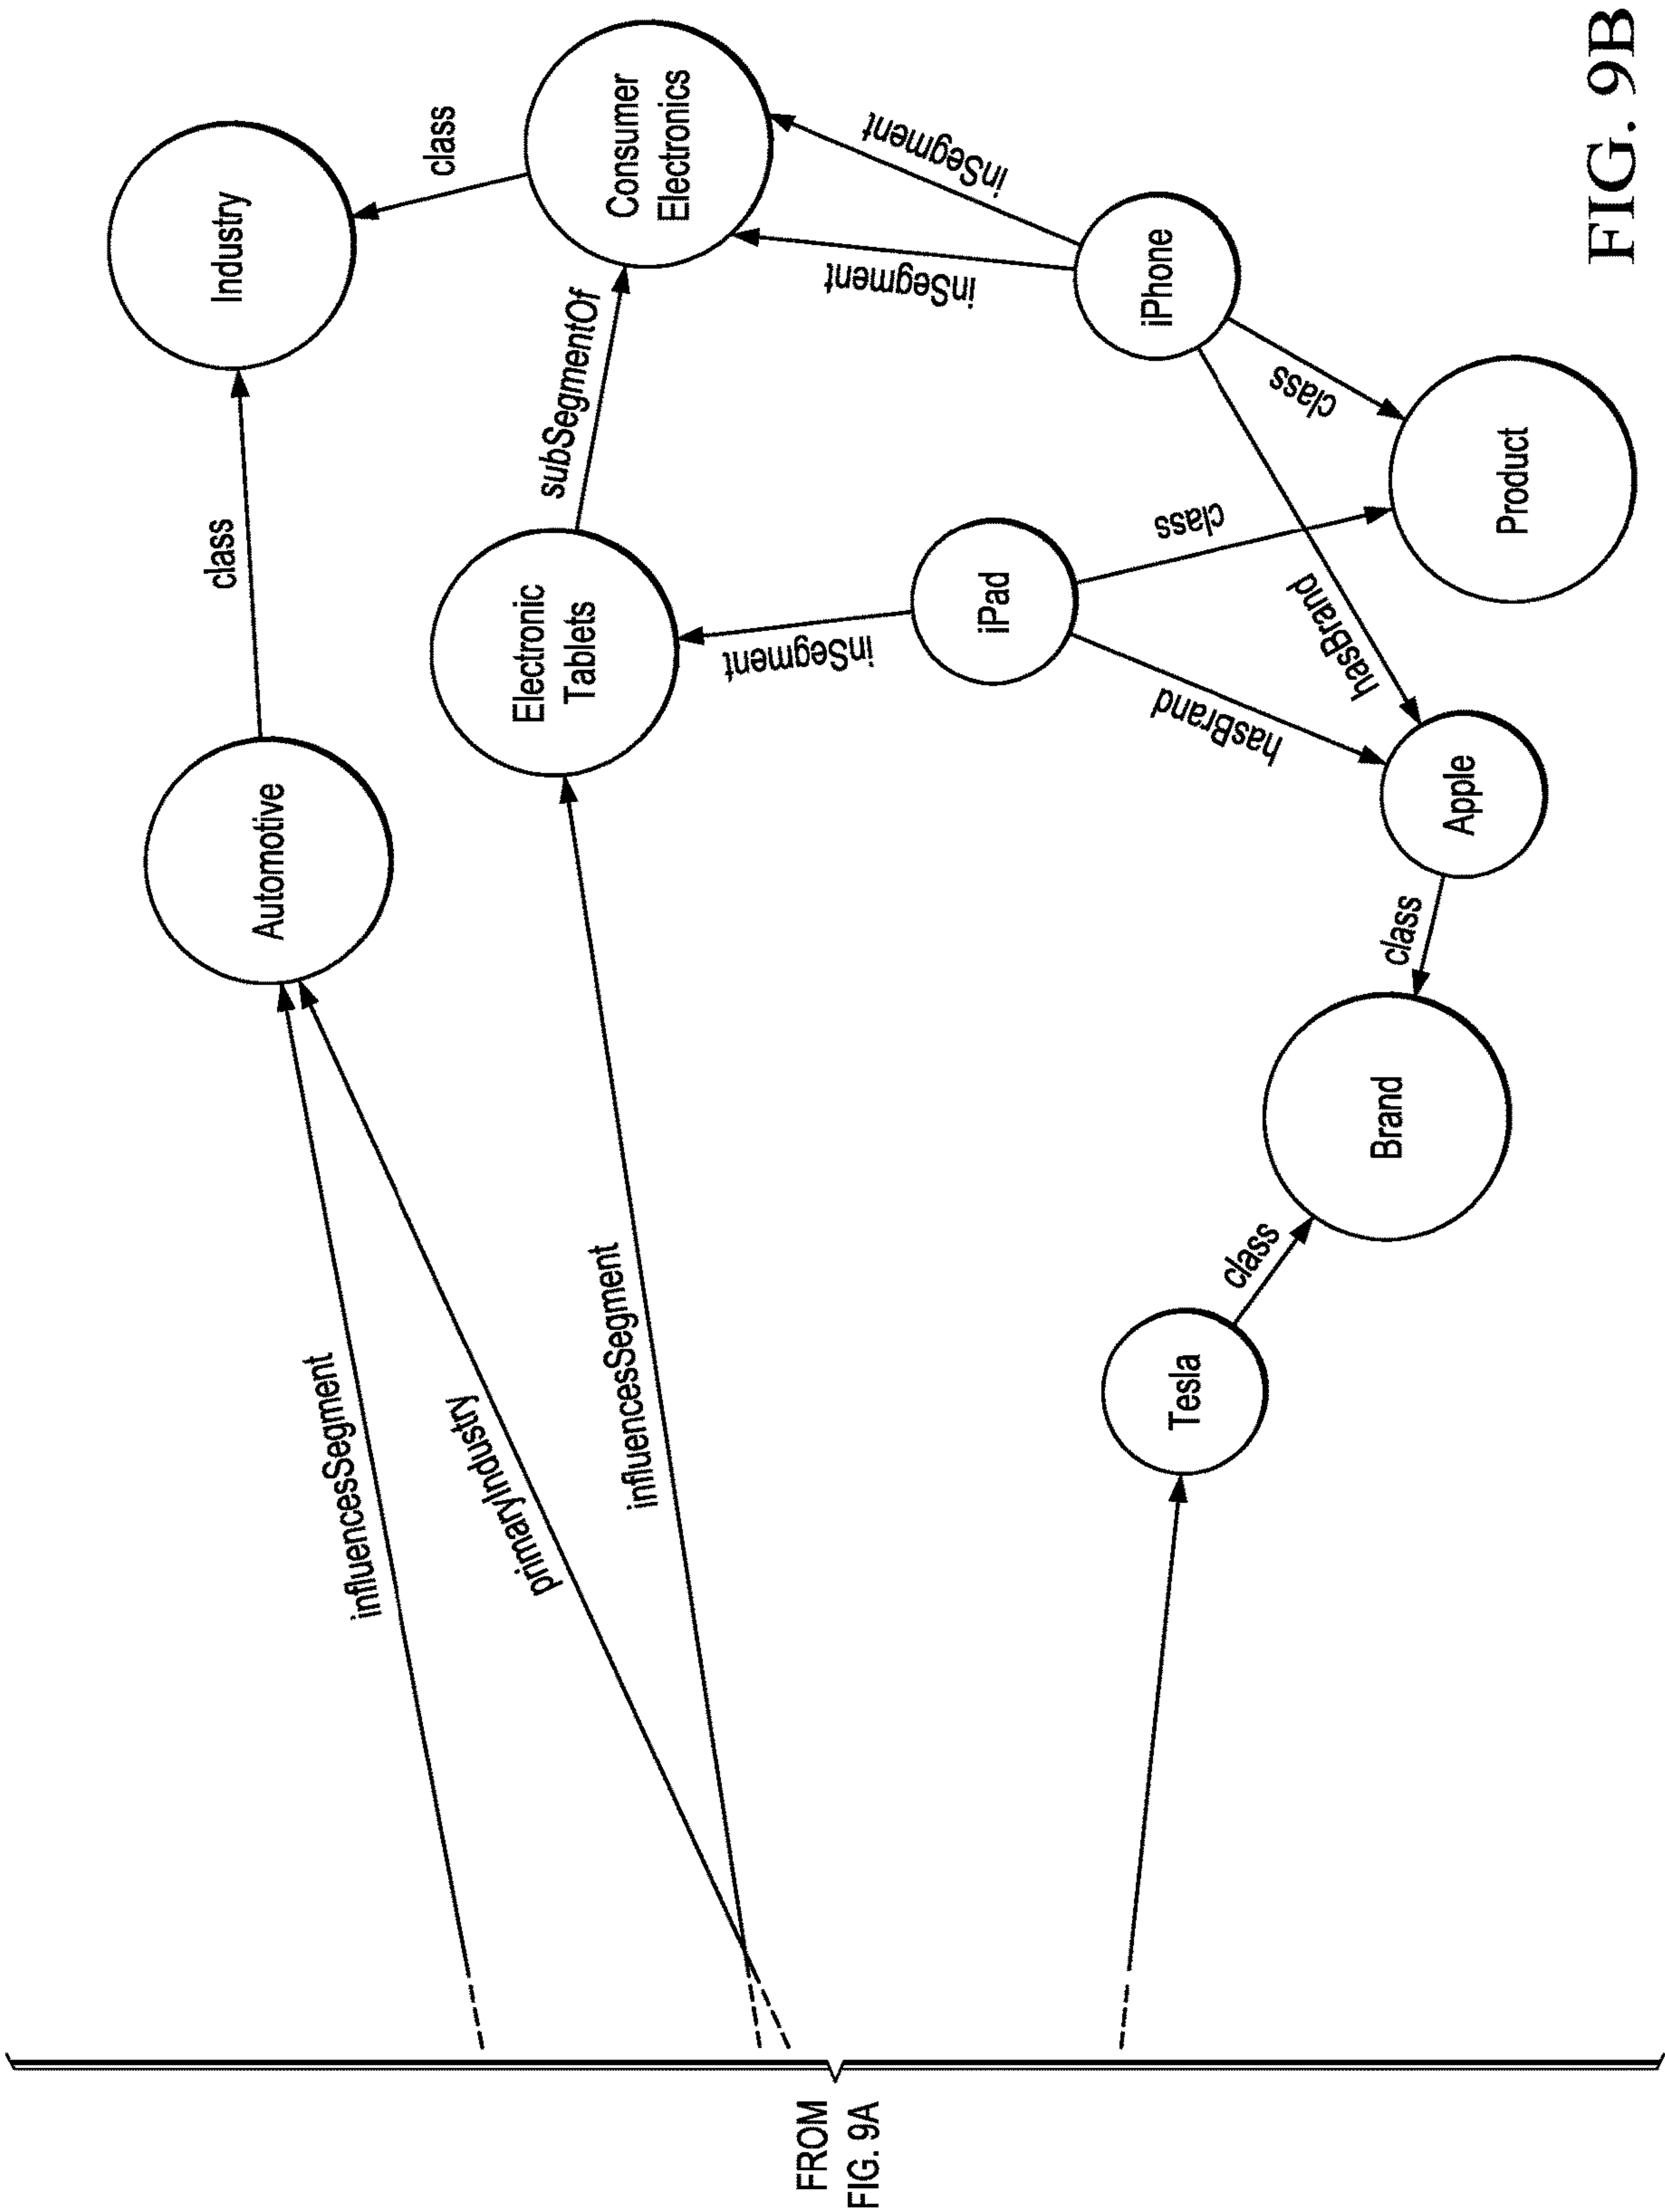 Industry
class
class
Consumer
Electronics
Automotive
subSegmentOf
Electronic
Tablets
influencesSegment
primaryIndustry
influencesSegment
inSegment
inSegment
inSegment
iPad
iPhone
class
class
hasBrand
hasBrand
Product
Apple
class
Brand
class
Tesla
FROM
FIG. 9A
FIG. 9B